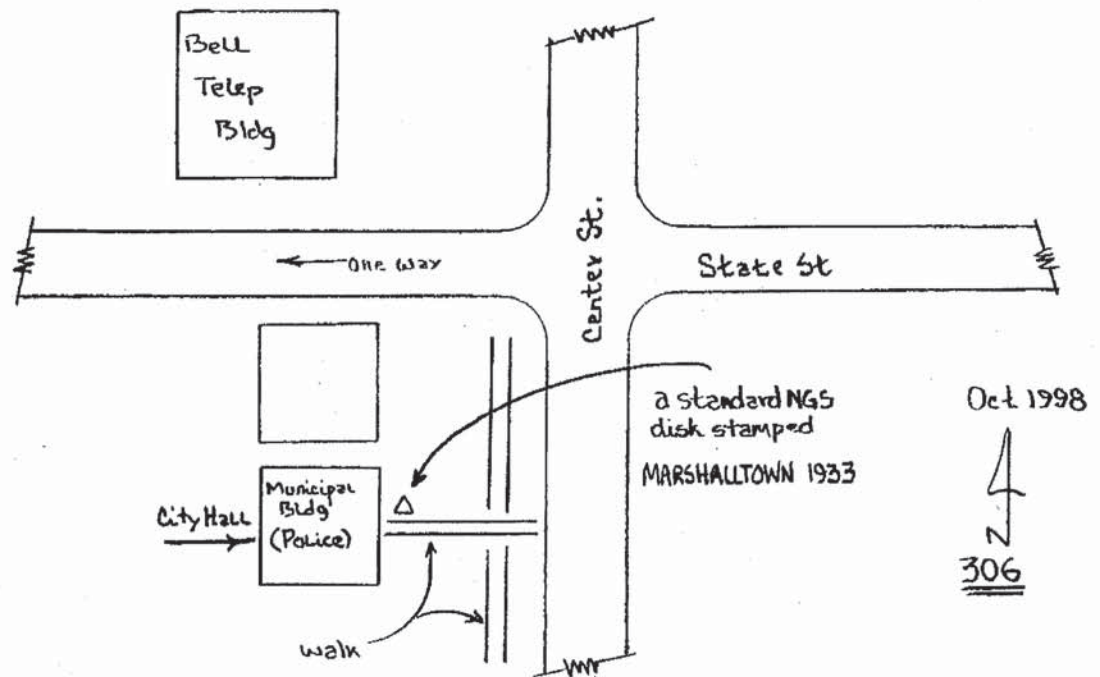 Bell
Telep
Bldg
Center St.
One Way
State St
a standard NGS
disk stamped
MARSHALLTOWN 1933
Oct 1998
N
306
City Hall
Municipal
Bldg
(Police)
walk